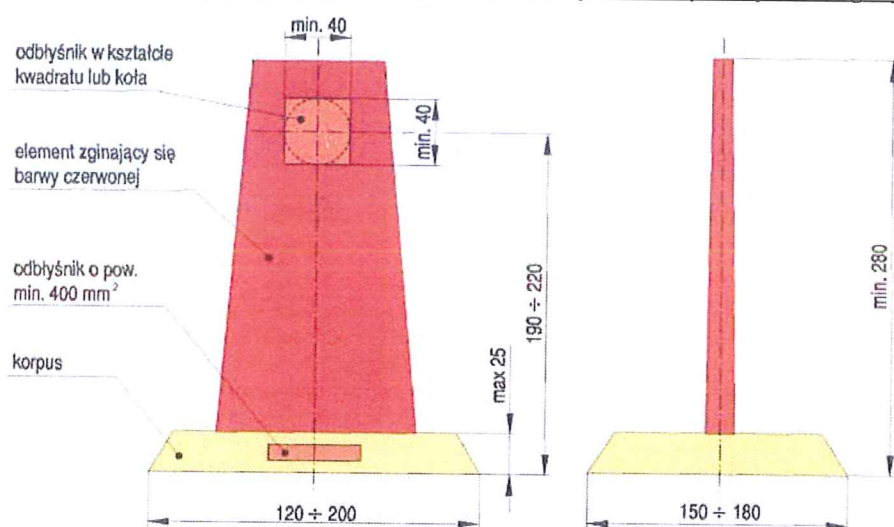 min. 40
odbłyśnik w kształcie
kwadratu lub koła
min. 40
element zginający się
barwy czerwonej
odbłyśnik o pow.
min. 400 mm²
korpus
max 25
190 ÷ 220
min. 280
120 ÷ 200
150 ÷ 180